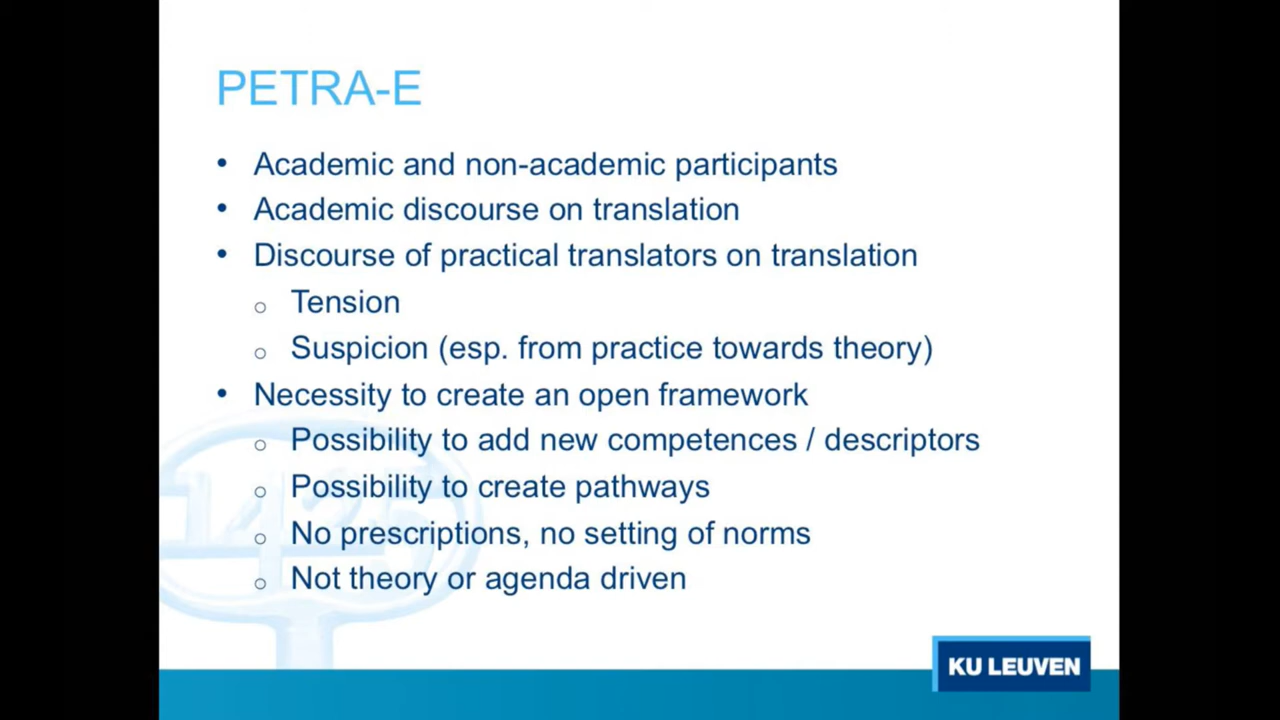 PETRA-E
• Academic and non-academic participants
• Academic discourse on translation
• Discourse of practical translators on translation
o Tension
o Suspicion (esp. from practice towards theory)
• Necessity to create an open framework
o Possibility to add new competences / descriptors
o Possibility to create pathways
o No prescriptions, no setting of norms
o Not theory or agenda driven
1425
KU LEUVEN